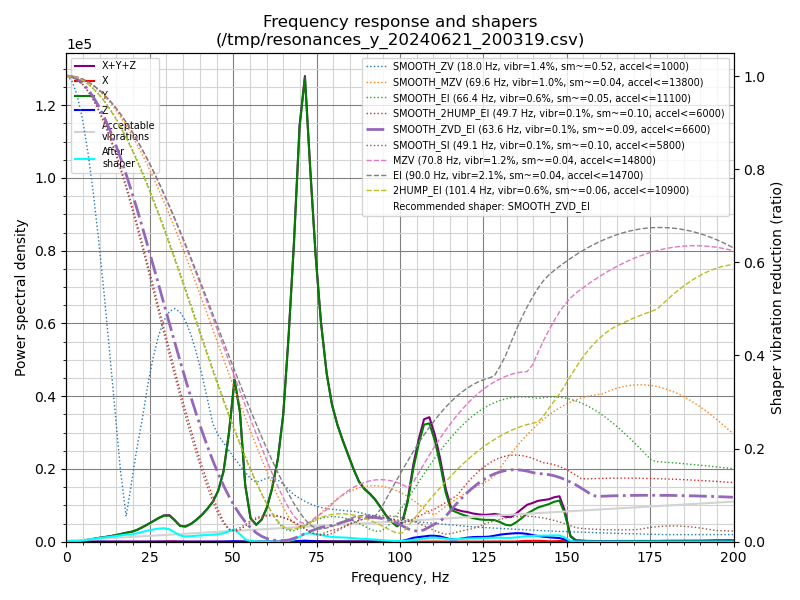 Frequency response and shapers
(/tmp/resonances_y_20240621_200319.csv)
1e5
X+Y+Z
X
Y
Z
Acceptable
vibrations
After
shaper
SMOOTH_ZV (18.0 Hz, vibr=1.4%, sm~=0.52, accel<=1000)
SMOOTH_MZV (69.6 Hz, vibr=1.0%, sm~=0.04, accel<=13800)
SMOOTH_EI (66.4 Hz, vibr=0.6%, sm~=0.05, accel<=11100)
SMOOTH_2HUMP_EI (49.7 Hz, vibr=0.1%, sm~=0.10, accel<=6000)
SMOOTH_ZVD_EI (63.6 Hz, vibr=0.1%, sm~=0.09, accel<=6600)
SMOOTH_SI (49.1 Hz, vibr=0.1%, sm~=0.10, accel<=5800)
MZV (70.8 Hz, vibr=1.2%, sm~=0.04, accel<=14800)
EI (90.0 Hz, vibr=2.1%, sm~=0.04, accel<=14700)
2HUMP_EI (101.4 Hz, vibr=0.6%, sm~=0.06, accel<=10900)
Recommended shaper: SMOOTH_ZVD_EI
Power spectral density
1.2
1.0
0.8
0.6
0.4
0.2
0.0
Shaper vibration reduction (ratio)
1.0
0.8
0.6
0.4
0.2
0.0
0 25 50 75 100 125 150 175 200
Frequency, Hz